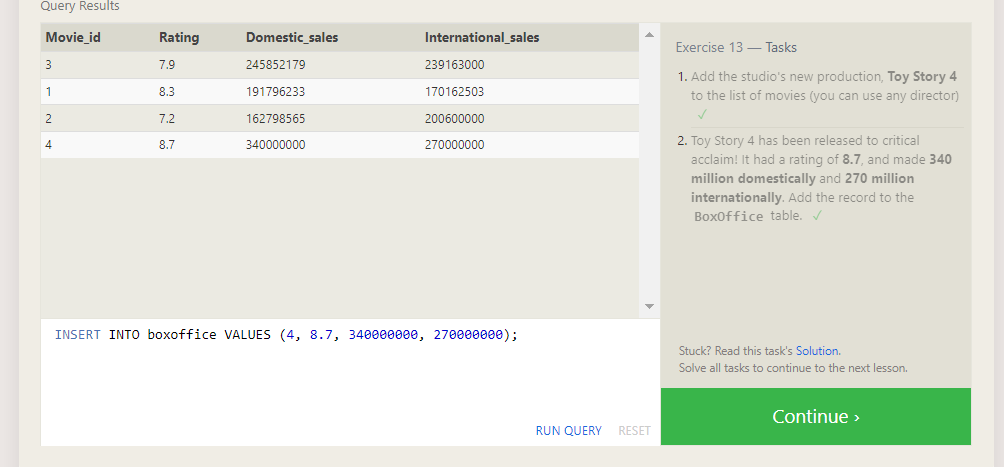 Query Results
Movie_id Rating Domestic_sales International_sales
3 7.9 245852179 239163000
1 8.3 191796233 170162503
2 7.2 162798565 200600000
4 8.7 340000000 270000000
INSERT INTO boxoffice VALUES (4, 8.7, 340000000, 270000000);
RUN QUERY RESET
Exercise 13 — Tasks
1. Add the studio's new production, Toy Story 4
to the list of movies (you can use any director)
✓
2. Toy Story 4 has been released to critical
acclaim! It had a rating of 8.7, and made 340
million domestically and 270 million
internationally. Add the record to the
BoxOffice table. ✓
Stuck? Read this task's Solution.
Solve all tasks to continue to the next lesson.
Continue ›